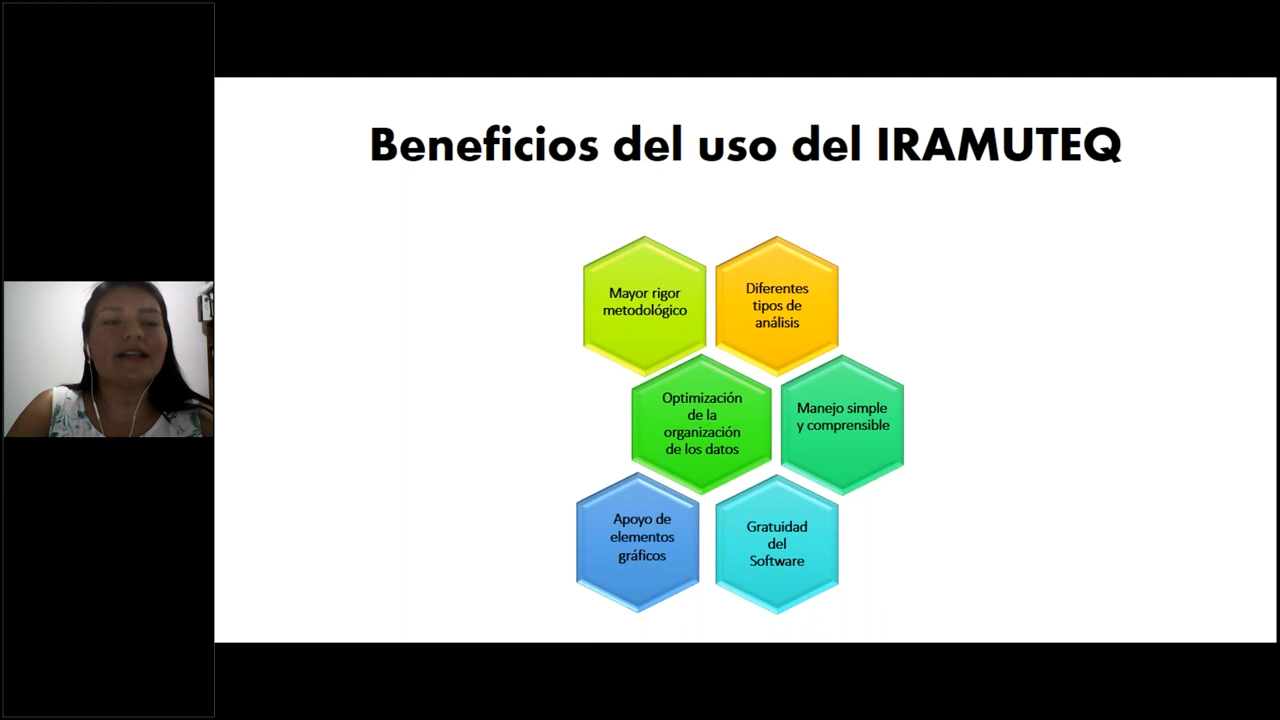 Beneficios del uso del IRAMUTEQ
Mayor rigor
metodológico
Diferentes
tipos de
análisis
Optimización
de la
organización
de los datos
Manejo simple
y comprensible
Apoyo de
elementos
gráficos
Gratuidad
del
Software